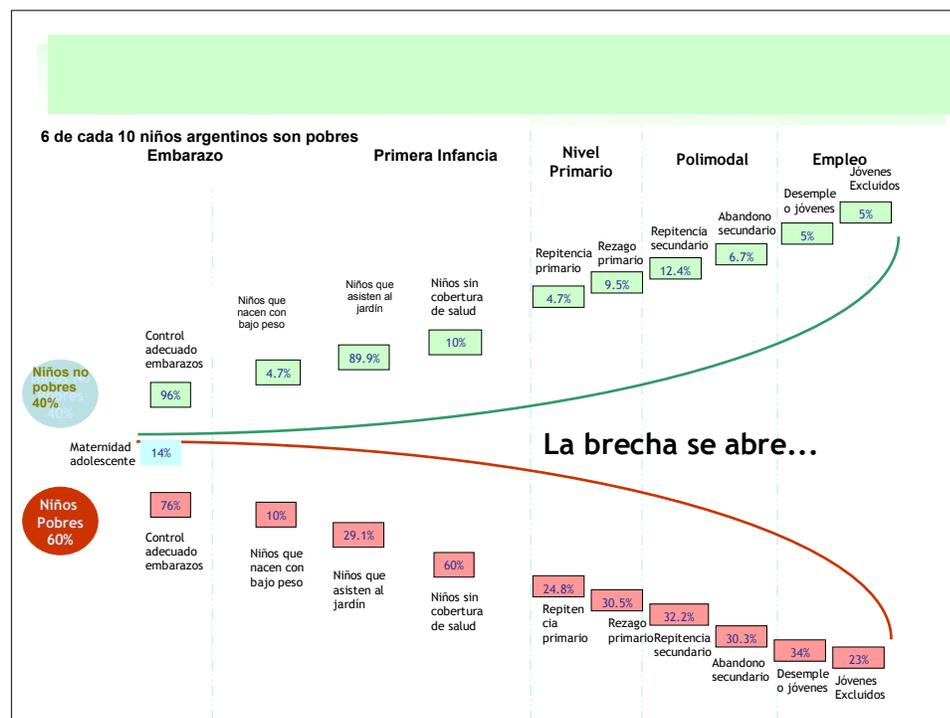 6 de cada 10 niños argentinos son pobres
Embarazo
Primera Infancia
Nivel
Primario
Polimodal
Empleo
Jóvenes
Excluidos
5%
Desemple
o jóvenes
5%
Abandono
secundario
6.7%
Repitencia
secundario
12.4%
Rezago
primario
9.5%
Repitencia
primario
4.7%
Niños sin
cobertura
de salud
10%
Niños que
asisten al
jardín
89.9%
Niños que
nacen con
bajo peso
4.7%
Control
adecuado
embarazos
96%
Niños no
pobres
40%
La brecha se abre...
Maternidad
adolescente
14%
Niños
Pobres
60%
76%
Control
adecuado
embarazos
10%
Niños que
nacen con
bajo peso
29.1%
Niños que
asisten al
jardín
60%
Niños sin
cobertura
de salud
24.8%
Repiten
cia
primario
30.5%
Rezago
primario
32.2%
Repitencia
secundario
30.3%
Abandono
secundario
34%
Desemple
o jóvenes
23%
Jóvenes
Excluidos